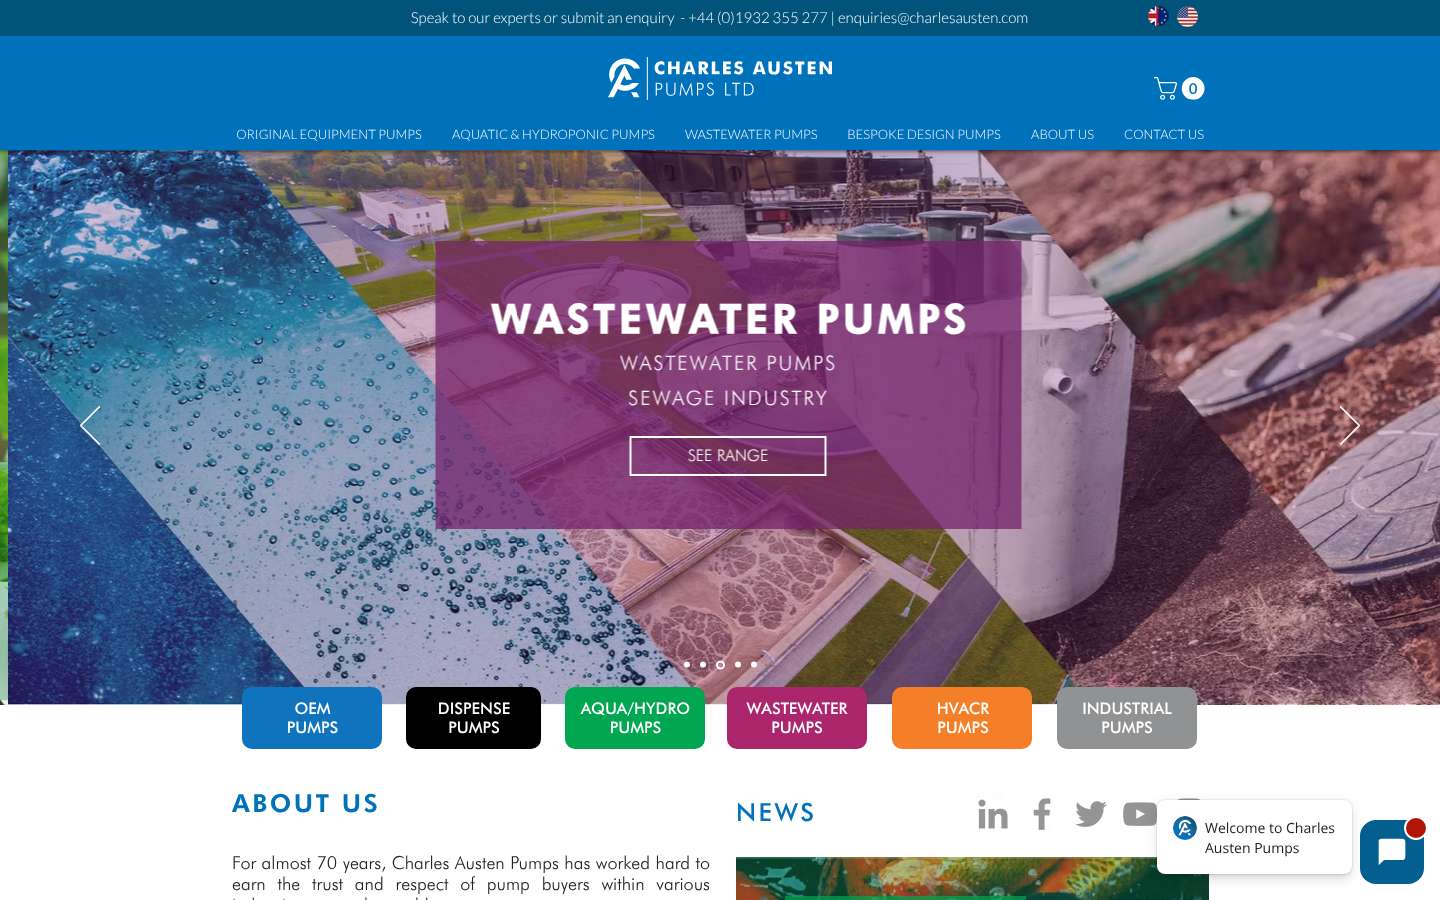 Speak to our experts or submit an enquiry - +44 (0)1932 355 277 | enquiries@charlesausten.com
CHARLES AUSTEN
PUMPS LTD
0
ORIGINAL EQUIPMENT PUMPS
AQUATIC & HYDROPONIC PUMPS
WASTEWATER PUMPS
BESPOKE DESIGN PUMPS
ABOUT US
CONTACT US
WASTEWATER PUMPS
WASTEWATER PUMPS
SEWAGE INDUSTRY
SEE RANGE
OEM
PUMPS
DISPENSE
PUMPS
AQUA/HYDRO
PUMPS
WASTEWATER
PUMPS
HVACR
PUMPS
INDUSTRIAL
PUMPS
ABOUT US
For almost 70 years, Charles Austen Pumps has worked hard to
earn the trust and respect of pump buyers within various
NEWS
Welcome to Charles
Austen Pumps